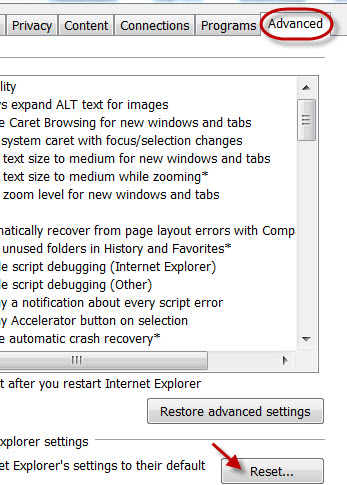 Privacy Content Connections Programs Advanced
lity
s expand ALT text for images
e Caret Browsing for new windows and tabs
system caret with focus/selection changes
text size to medium for new windows and tabs
text size to medium while zooming*
zoom level for new windows and tabs
matically recover from page layout errors with Compa
unused folders in History and Favorites*
le script debugging (Internet Explorer)
le script debugging (Other)
ay a notification about every script error
ay Accelerator button on selection
e automatic crash recovery*
t after you restart Internet Explorer
Restore advanced settings
xplorer settings
et Explorer's settings to their default
Reset...